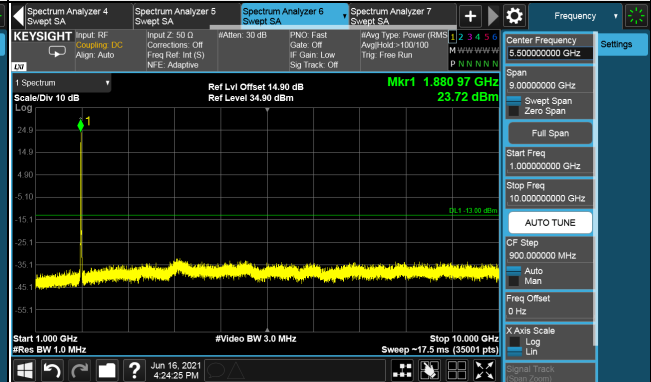 Spectrum Analyzer 4
Swept SA
Spectrum Analyzer 5
Swept SA
Spectrum Analyzer 6
Swept SA
Spectrum Analyzer 7
Swept SA
+
Frequency
KEYSIGHT
LXI
Input: RF
Coupling: DC
Align: Auto
Input Z: 50 Ω
Corrections: Off
Freq Ref: Int (S)
NFE: Adaptive
#Atten: 30 dB
PNO: Fast
Gate: Off
IF Gain: Low
Sig Track: Off
#Avg Type: Power (RMS
Avg|Hold:>100/100
Trig: Free Run
1 2 3 4 5 6
M W W W W W
P N N N N N
1 Spectrum
Scale/Div 10 dB
Log
Ref Lvl Offset 14.90 dB
Ref Level 34.90 dBm
Mkr1 1.880 97 GHz
23.72 dBm
1
24.9
14.9
4.90
-5.10
-15.1
-25.1
-35.1
-45.1
-55.1
DL1 -13.00 dBm
Start 1.000 GHz
#Res BW 1.0 MHz
#Video BW 3.0 MHz
Stop 10.000 GHz
Sweep ~17.5 ms (35001 pts)
?
Jun 16, 2021
4:24:25 PM
Center Frequency
5.500000000 GHz
Span
9.00000000 GHz
Swept Span
Zero Span
Full Span
Start Freq
1.000000000 GHz
Stop Freq
10.000000000 GHz
AUTO TUNE
CF Step
900.000000 MHz
Auto
Man
Freq Offset
0 Hz
X Axis Scale
Log
Lin
Signal Track
(Span Zoom)
Settings